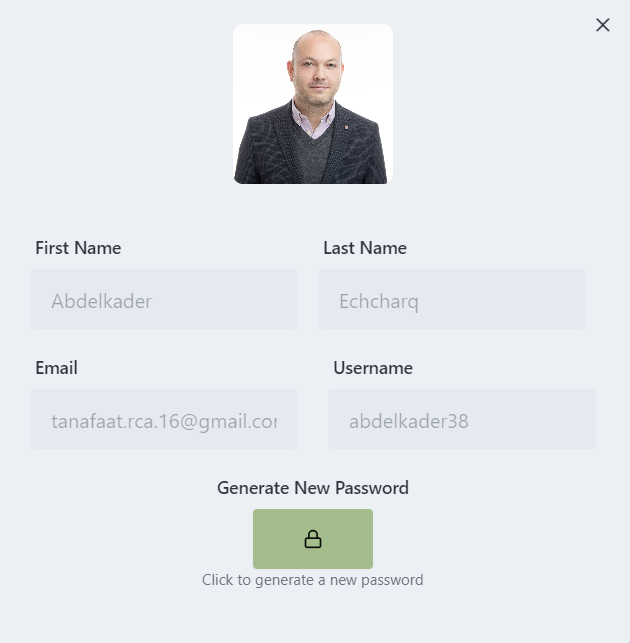 First Name
Last Name
Abdelkader
Echcharq
Email
Username
tanafaat.rca.16@gmail.co
abdelkader38
Generate New Password
Click to generate a new password